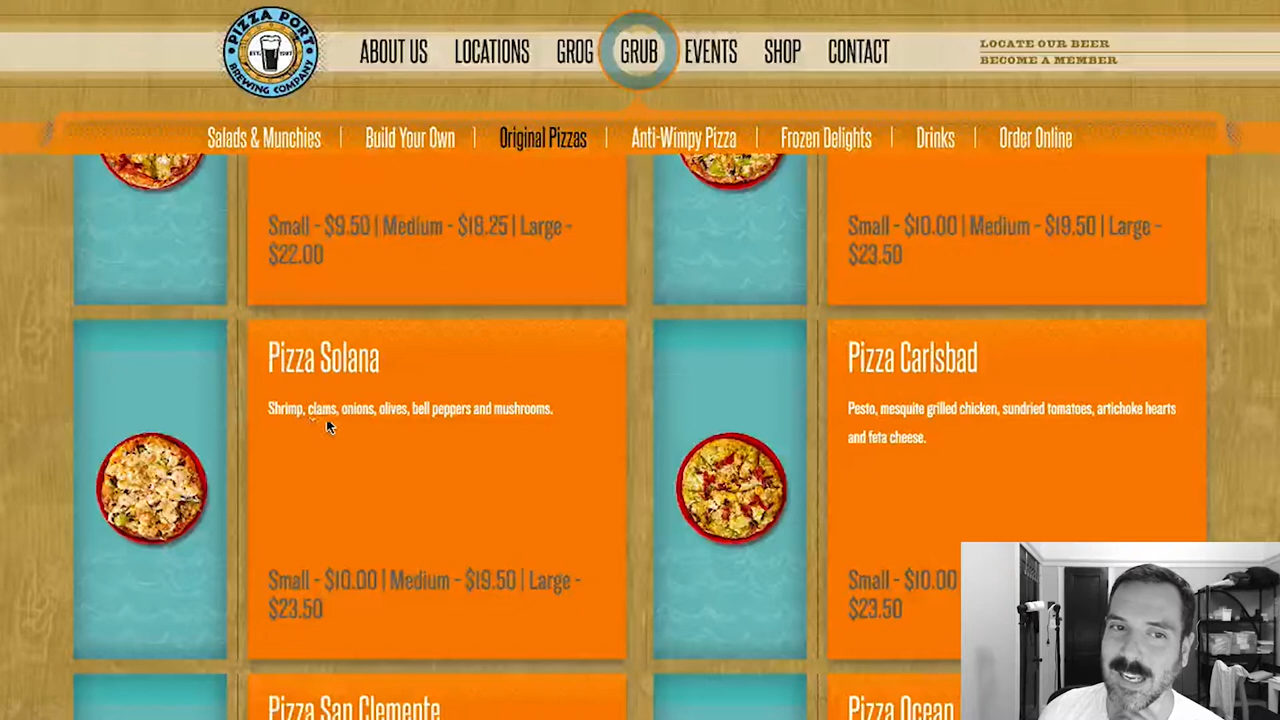 PIZZA PORT
BREWING COMPANY
ABOUT US
LOCATIONS
GROG
GRUB
EVENTS
SHOP
CONTACT
LOCATE OUR BEER
BECOME A MEMBER
Salads & Munchies | Build Your Own | Original Pizzas | Anti-Wimpy Pizza | Frozen Delights | Drinks | Order Online
Small - $9.50 | Medium - $18.25 | Large -
$22.00
Small - $10.00 | Medium - $19.50 | Large -
$23.50
Pizza Solana
Shrimp, clams, onions, olives, bell peppers and mushrooms.
Small - $10.00 | Medium - $19.50 | Large -
$23.50
Pizza Carlsbad
Pesto, mesquite grilled chicken, sundried tomatoes, artichoke hearts
and feta cheese.
Small - $10.00
$23.50
Pizza San Clemente
Pizza Ocean